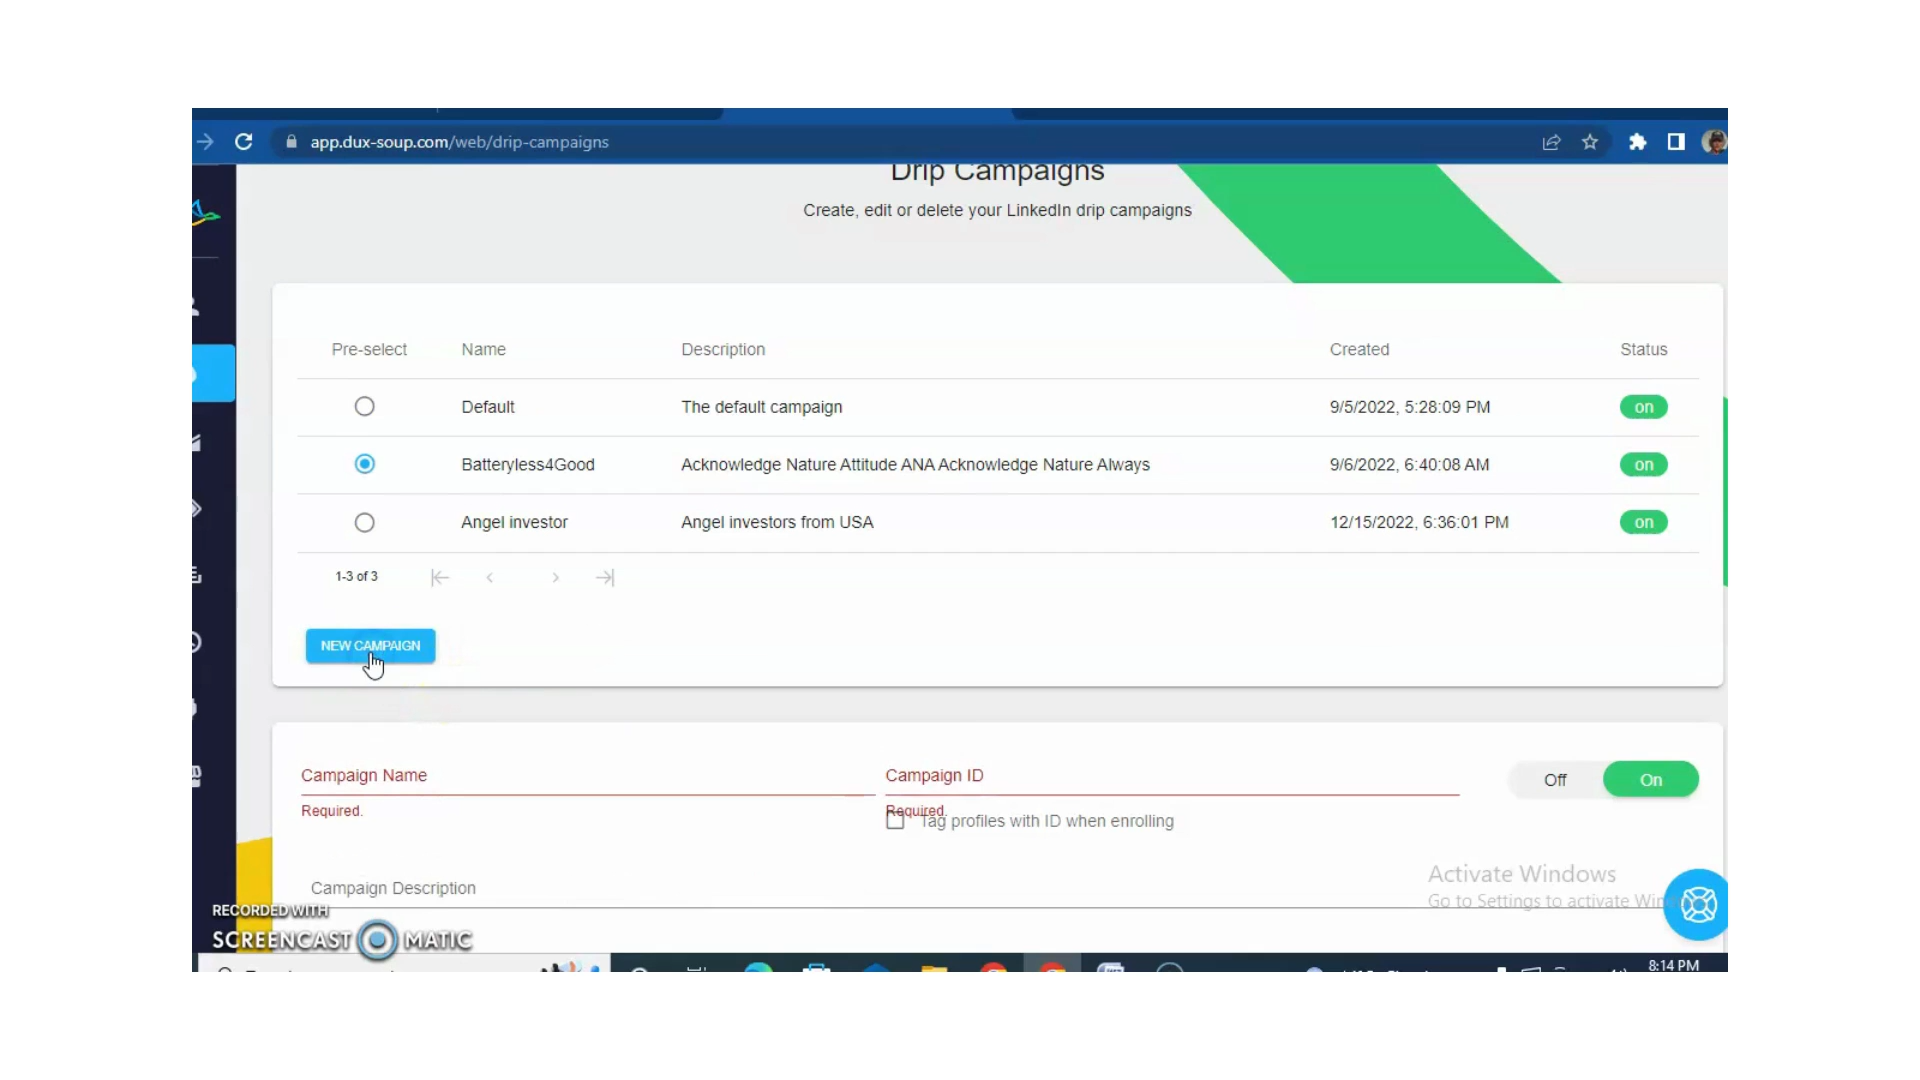 app.dux-soup.com/web/drip-campaigns
Drip Campaigns
Create, edit or delete your LinkedIn drip campaigns
Pre-select Name Description Created Status
Default The default campaign 9/5/2022, 5:28:09 PM on
Batteryless4Good Acknowledge Nature Attitude ANA Acknowledge Nature Always 9/6/2022, 6:40:08 AM on
Angel investor Angel investors from USA 12/15/2022, 6:36:01 PM on
1-3 of 3
NEW CAMPAIGN
Campaign Name Campaign ID Off On
Required. Required.
Tag profiles with ID when enrolling
Campaign Description
Activate Windows
Go to Settings to activate
RECORDED WITH
SCREENCAST MATIC
8:14 PM